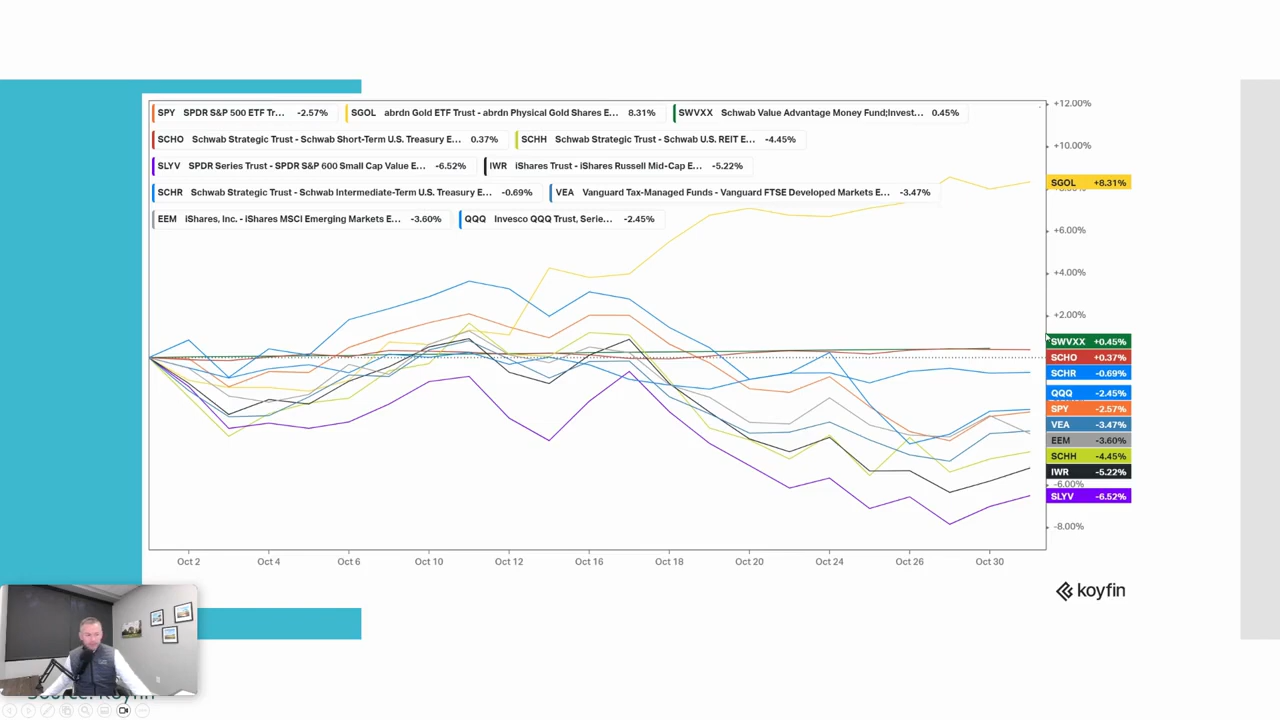 SPY SPDR S&P 500 ETF Tr... -2.57% SGOL abrdn Gold ETF Trust - abrdn Physical Gold Shares E... 8.31% SWVXX Schwab Value Advantage Money Fund;Invest... 0.45%
SCHO Schwab Strategic Trust - Schwab Short-Term U.S. Treasury E... 0.37% SCHH Schwab Strategic Trust - Schwab U.S. REIT E... -4.45%
SLYV SPDR Series Trust - SPDR S&P 600 Small Cap Value E... -6.52% IWR iShares Trust - iShares Russell Mid-Cap E... -5.22%
SCHR Schwab Strategic Trust - Schwab Intermediate-Term U.S. Treasury E... -0.69% VEA Vanguard Tax-Managed Funds - Vanguard FTSE Developed Markets E... -3.47%
EEM iShares, Inc. - iShares MSCI Emerging Markets E... -3.60% QQQ Invesco QQQ Trust, Serie... -2.45%
+12.00%
+10.00%
SGOL +8.31%
+6.00%
+4.00%
+2.00%
SWVXX +0.45%
SCHO +0.37%
SCHR -0.69%
QQQ -2.45%
SPY -2.57%
VEA -3.47%
EEM -3.60%
SCHH -4.45%
IWR -5.22%
-6.00%
SLYV -6.52%
-8.00%
Oct 2 Oct 4 Oct 6 Oct 10 Oct 12 Oct 16 Oct 18 Oct 20 Oct 24 Oct 26 Oct 30
koyfin